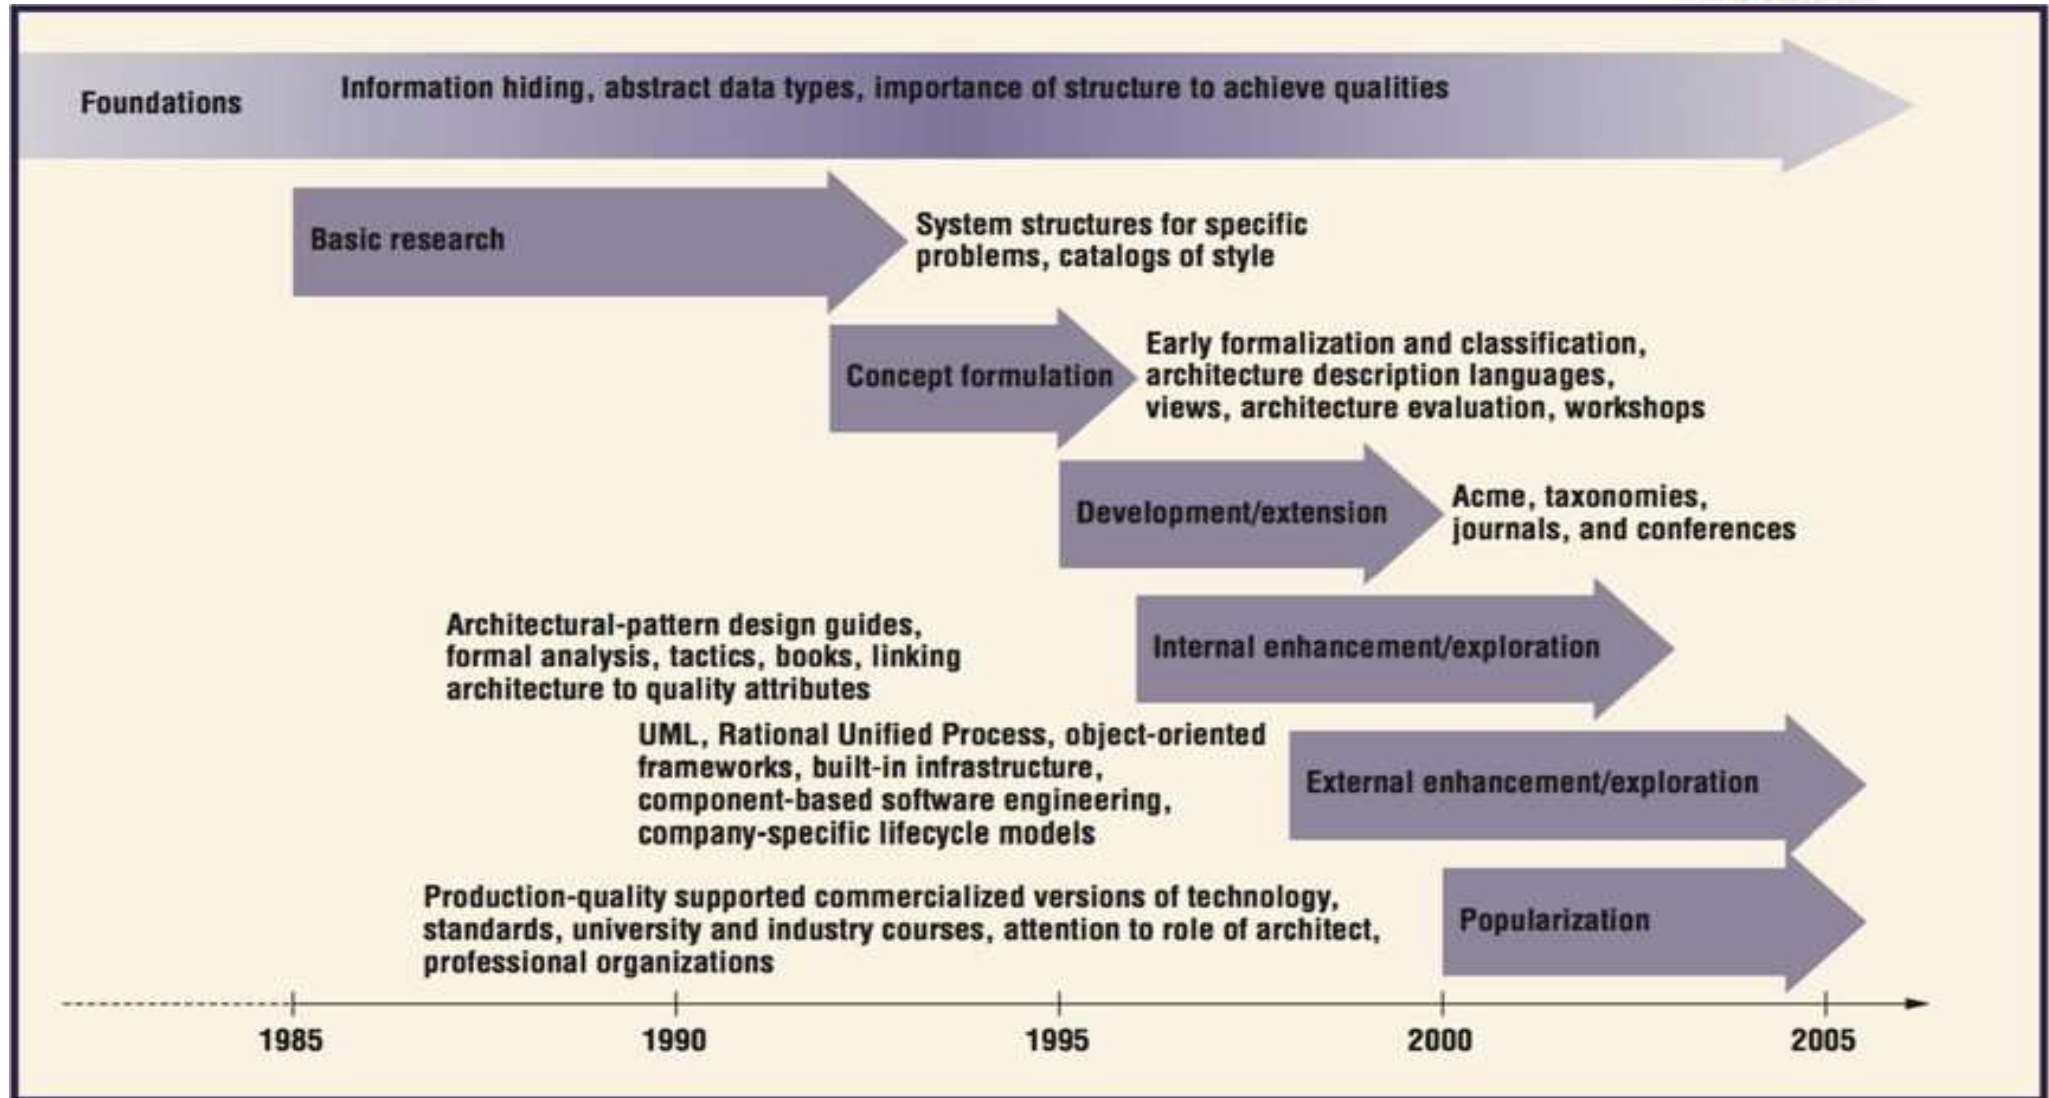 Foundations
Information hiding, abstract data types, importance of structure to achieve qualities
Basic research
System structures for specific
problems, catalogs of style
Concept formulation
Early formalization and classification,
architecture description languages,
views, architecture evaluation, workshops
Development/extension
Acme, taxonomies,
journals, and conferences
Architectural-pattern design guides,
formal analysis, tactics, books, linking
architecture to quality attributes
Internal enhancement/exploration
UML, Rational Unified Process, object-oriented
frameworks, built-in infrastructure,
component-based software engineering,
company-specific lifecycle models
External enhancement/exploration
Production-quality supported commercialized versions of technology,
standards, university and industry courses, attention to role of architect,
professional organizations
Popularization
1985 1990 1995 2000 2005